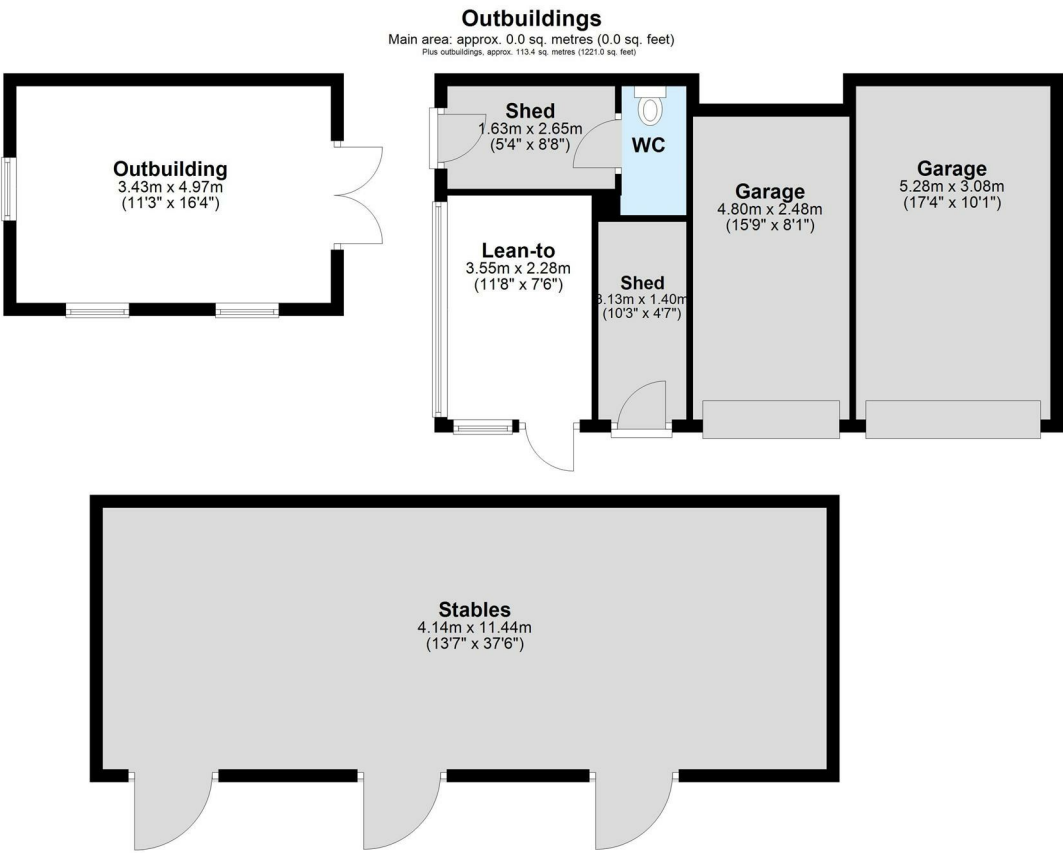 Outbuildings
Main area: approx. 0.0 sq. metres (0.0 sq. feet)
Plus outbuildings, approx. 113.4 sq. metres (1221.0 sq. feet)
Outbuilding
3.43m x 4.97m
(11'3" x 16'4")
Shed
1.63m x 2.65m
(5'4" x 8'8")
WC
Garage
4.80m x 2.48m
(15'9" x 8'1")
Garage
5.28m x 3.08m
(17'4" x 10'1")
Lean-to
3.55m x 2.28m
(11'8" x 7'6")
Shed
3.13m x 1.40m
(10'3" x 4'7")
Stables
4.14m x 11.44m
(13'7" x 37'6")